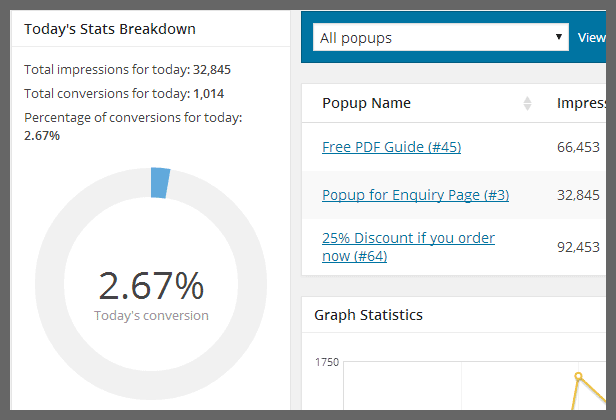 Today's Stats Breakdown
Total impressions for today: 32,845
Total conversions for today: 1,014
Percentage of conversions for today:
2.67%
2.67%
Today's conversion
All popups
View
Popup Name Impress
Free PDF Guide (#45) 66,453
Popup for Enquiry Page (#3) 32,845
25% Discount if you order
now (#64) 92,453
Graph Statistics
1750